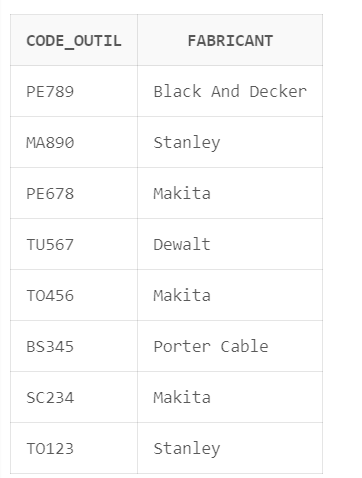 CODE_OUTIL FABRICANT
PE789 Black And Decker
MA890 Stanley
PE678 Makita
TU567 Dewalt
TO456 Makita
BS345 Porter Cable
SC234 Makita
TO123 Stanley